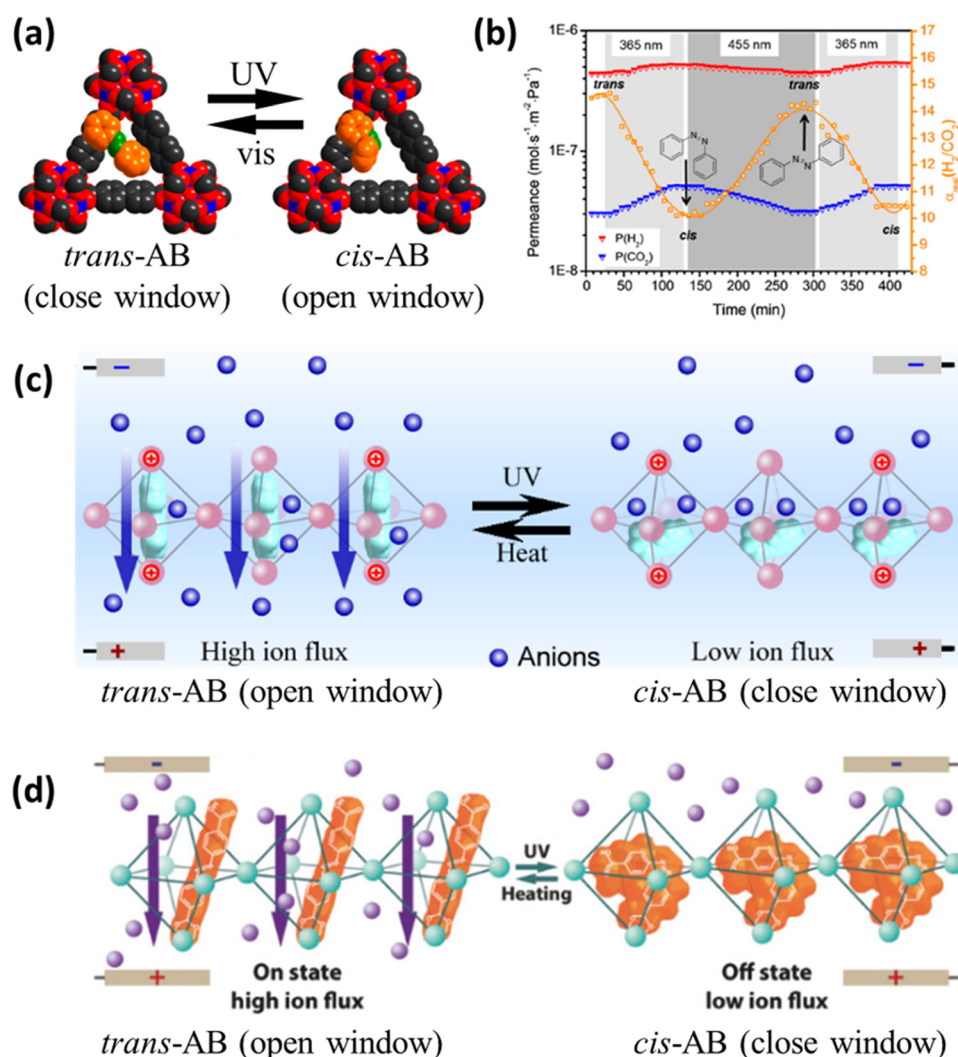 (a)
UV
vis
trans-AB
(close window)
cis-AB
(open window)
(b)
Permeance (mol·s⁻¹·m⁻²·Pa⁻¹)
1E-6
1E-7
1E-8
365 nm
455 nm
365 nm
trans
trans
N
N
N
N
cis
cis
P(H₂)
P(CO₂)
0
50
100
150
200
250
300
350
400
Time (min)
17
16
15
14
13
12
11
10
9
8
α_real(H₂/CO₂)
(c)
−
−
+ +
+ +
UV
Heat
+ +
+ +
+
+
High ion flux
Anions
Low ion flux
trans-AB (open window)
cis-AB (close window)
(d)
-
-
UV
Heating
+
+
On state
high ion flux
Off state
low ion flux
trans-AB (open window)
cis-AB (close window)